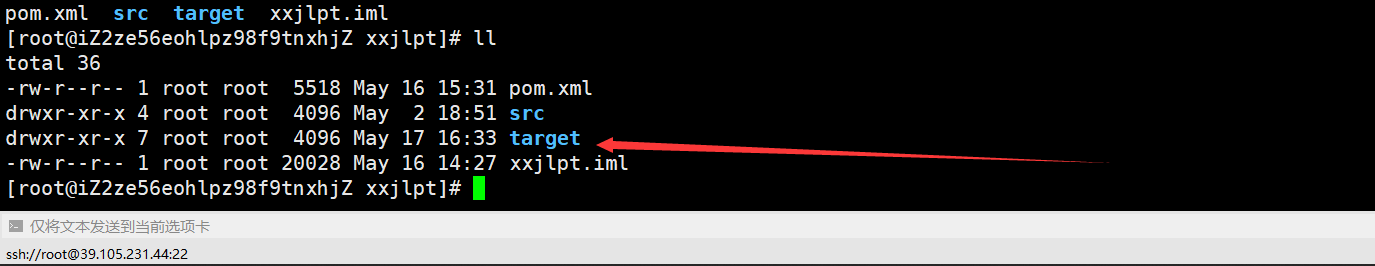 pom.xml  src  target  xxjlpt.iml
[root@iZ2ze56eohlpz98f9tnxhjZ xxjlpt]# ll
total 36
-rw-r--r-- 1 root root  5518 May 16 15:31 pom.xml
drwxr-xr-x 4 root root  4096 May  2 18:51 src
drwxr-xr-x 7 root root  4096 May 17 16:33 target
-rw-r--r-- 1 root root 20028 May 16 14:27 xxjlpt.iml
[root@iZ2ze56eohlpz98f9tnxhjZ xxjlpt]#
仅将文本发送到当前选项卡
ssh://root@39.105.231.44:22